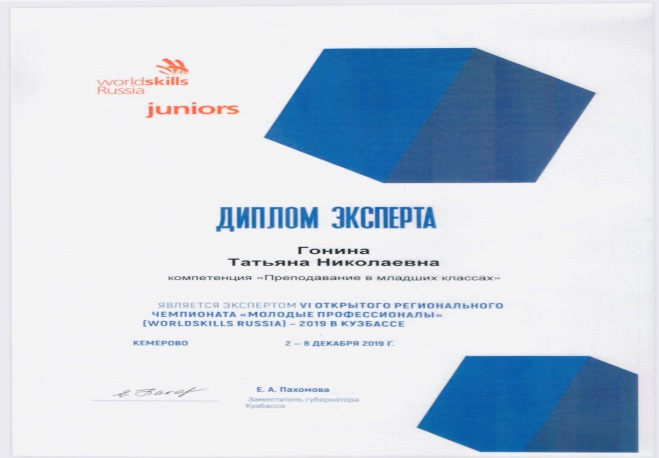 worldskills
Russia
juniors
ДИПЛОМ ЭКСПЕРТА
Гонина
Татьяна Николаевна
компетенция «Преподавание в младших классах»
ЯВЛЯЕТСЯ ЭКСПЕРТОМ VI ОТКРЫТОГО РЕГИОНАЛЬНОГО
ЧЕМПИОНАТА «МОЛОДЫЕ ПРОФЕССИОНАЛЫ»
(WORLDSKILLS RUSSIA) – 2019 В КУЗБАССЕ
КЕМЕРОВО 2 – 8 ДЕКАБРЯ 2019 Г.
Е. А. Пахомова
Заместитель губернатора
Кузбасса